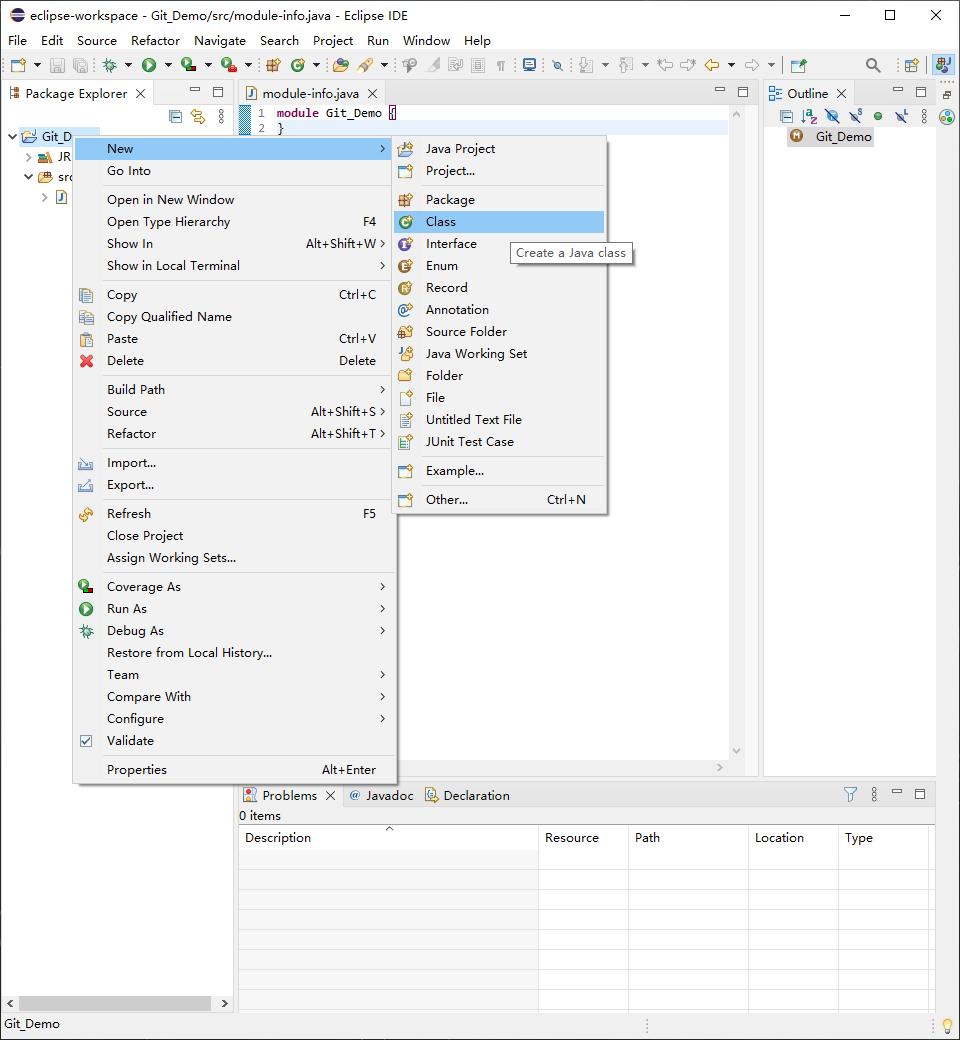 eclipse-workspace - Git_Demo/src/module-info.java - Eclipse IDE
File Edit Source Refactor Navigate Search Project Run Window Help
Package Explorer
module-info.java
Outline
1 module Git_Demo {
2 }
Git_D
JR
src
Git_Demo
New
Go Into
Open in New Window
Open Type Hierarchy F4
Show In Alt+Shift+W
Show in Local Terminal
Copy Ctrl+C
Copy Qualified Name
Paste Ctrl+V
Delete Delete
Build Path
Source Alt+Shift+S
Refactor Alt+Shift+T
Import...
Export...
Refresh F5
Close Project
Assign Working Sets...
Coverage As
Run As
Debug As
Restore from Local History...
Team
Compare With
Configure
Validate
Properties Alt+Enter
Java Project
Project...
Package
Class
Interface
Create a Java class
Enum
Record
Annotation
Source Folder
Java Working Set
Folder
File
Untitled Text File
JUnit Test Case
Example...
Other... Ctrl+N
Problems @ Javadoc Declaration
0 items
Description Resource Path Location Type
Git_Demo